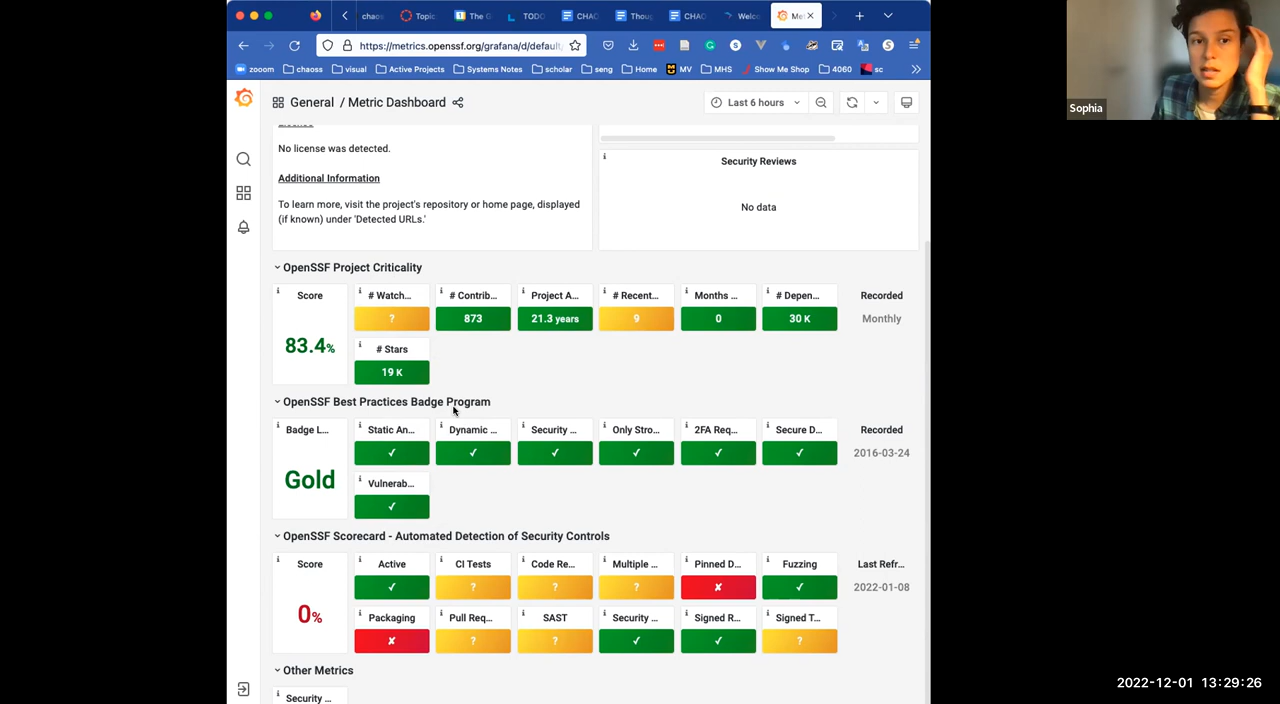 chaos
Topic
The G
TODO
CHAO
Thoug
CHAC
Welco
Me
https://metrics.openssf.org/grafana/d/default,
zooom
chaoss
visual
Active Projects
Systems Notes
scholar
seng
Home
MV
MHS
Show Me Shop
4060
sc
Sophia
General / Metric Dashboard
Last 6 hours
No license was detected.
Additional Information
To learn more, visit the project's repository or home page, displayed
(if known) under 'Detected URLs.'
Security Reviews
No data
OpenSSF Project Criticality
Score
# Watch...
# Contrib...
Project A...
# Recent...
Months ...
# Depen...
Recorded
?
873
21.3 years
9
0
30 K
Monthly
83.4%
# Stars
19 K
OpenSSF Best Practices Badge Program
Badge L...
Static An...
Dynamic ...
Security ...
Only Stro...
2FA Req...
Secure D...
Recorded
✓
✓
✓
✓
✓
✓
2016-03-24
Gold
Vulnerab...
✓
OpenSSF Scorecard - Automated Detection of Security Controls
Score
Active
CI Tests
Code Re...
Multiple ...
Pinned D...
Fuzzing
Last Refr...
✓
?
?
?
✘
✓
2022-01-08
0%
Packaging
Pull Req...
SAST
Security ...
Signed R...
Signed T...
✘
?
?
✓
✓
?
Other Metrics
Security ...
2022-12-01 13:29:26